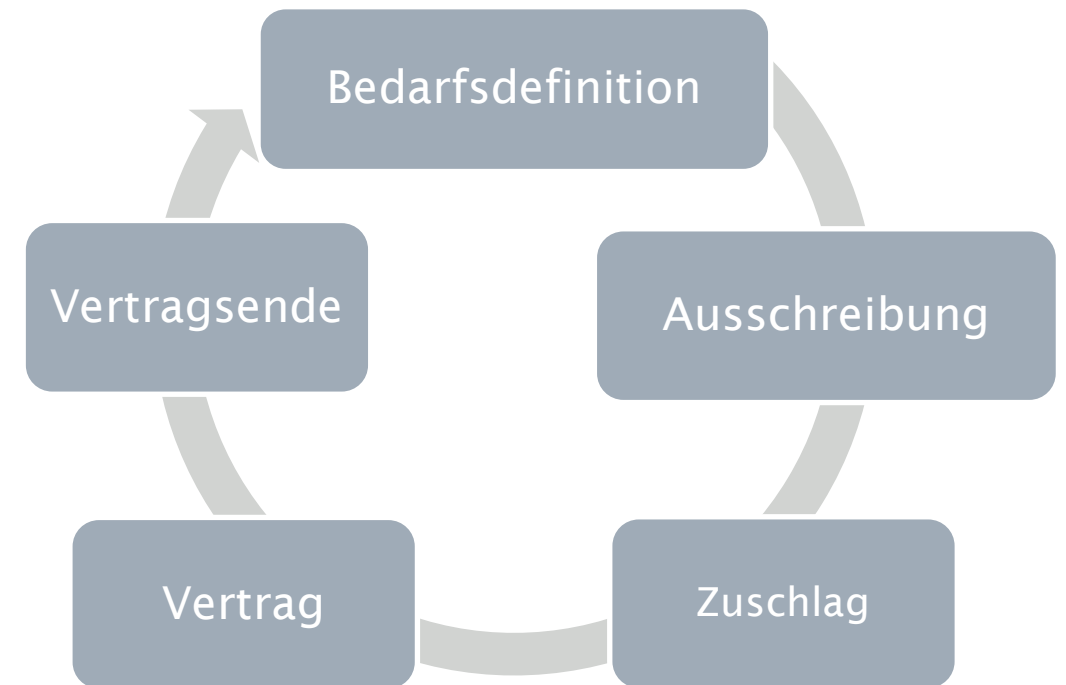 Bedarfsdefinition
Ausschreibung
Zuschlag
Vertrag
Vertragsende